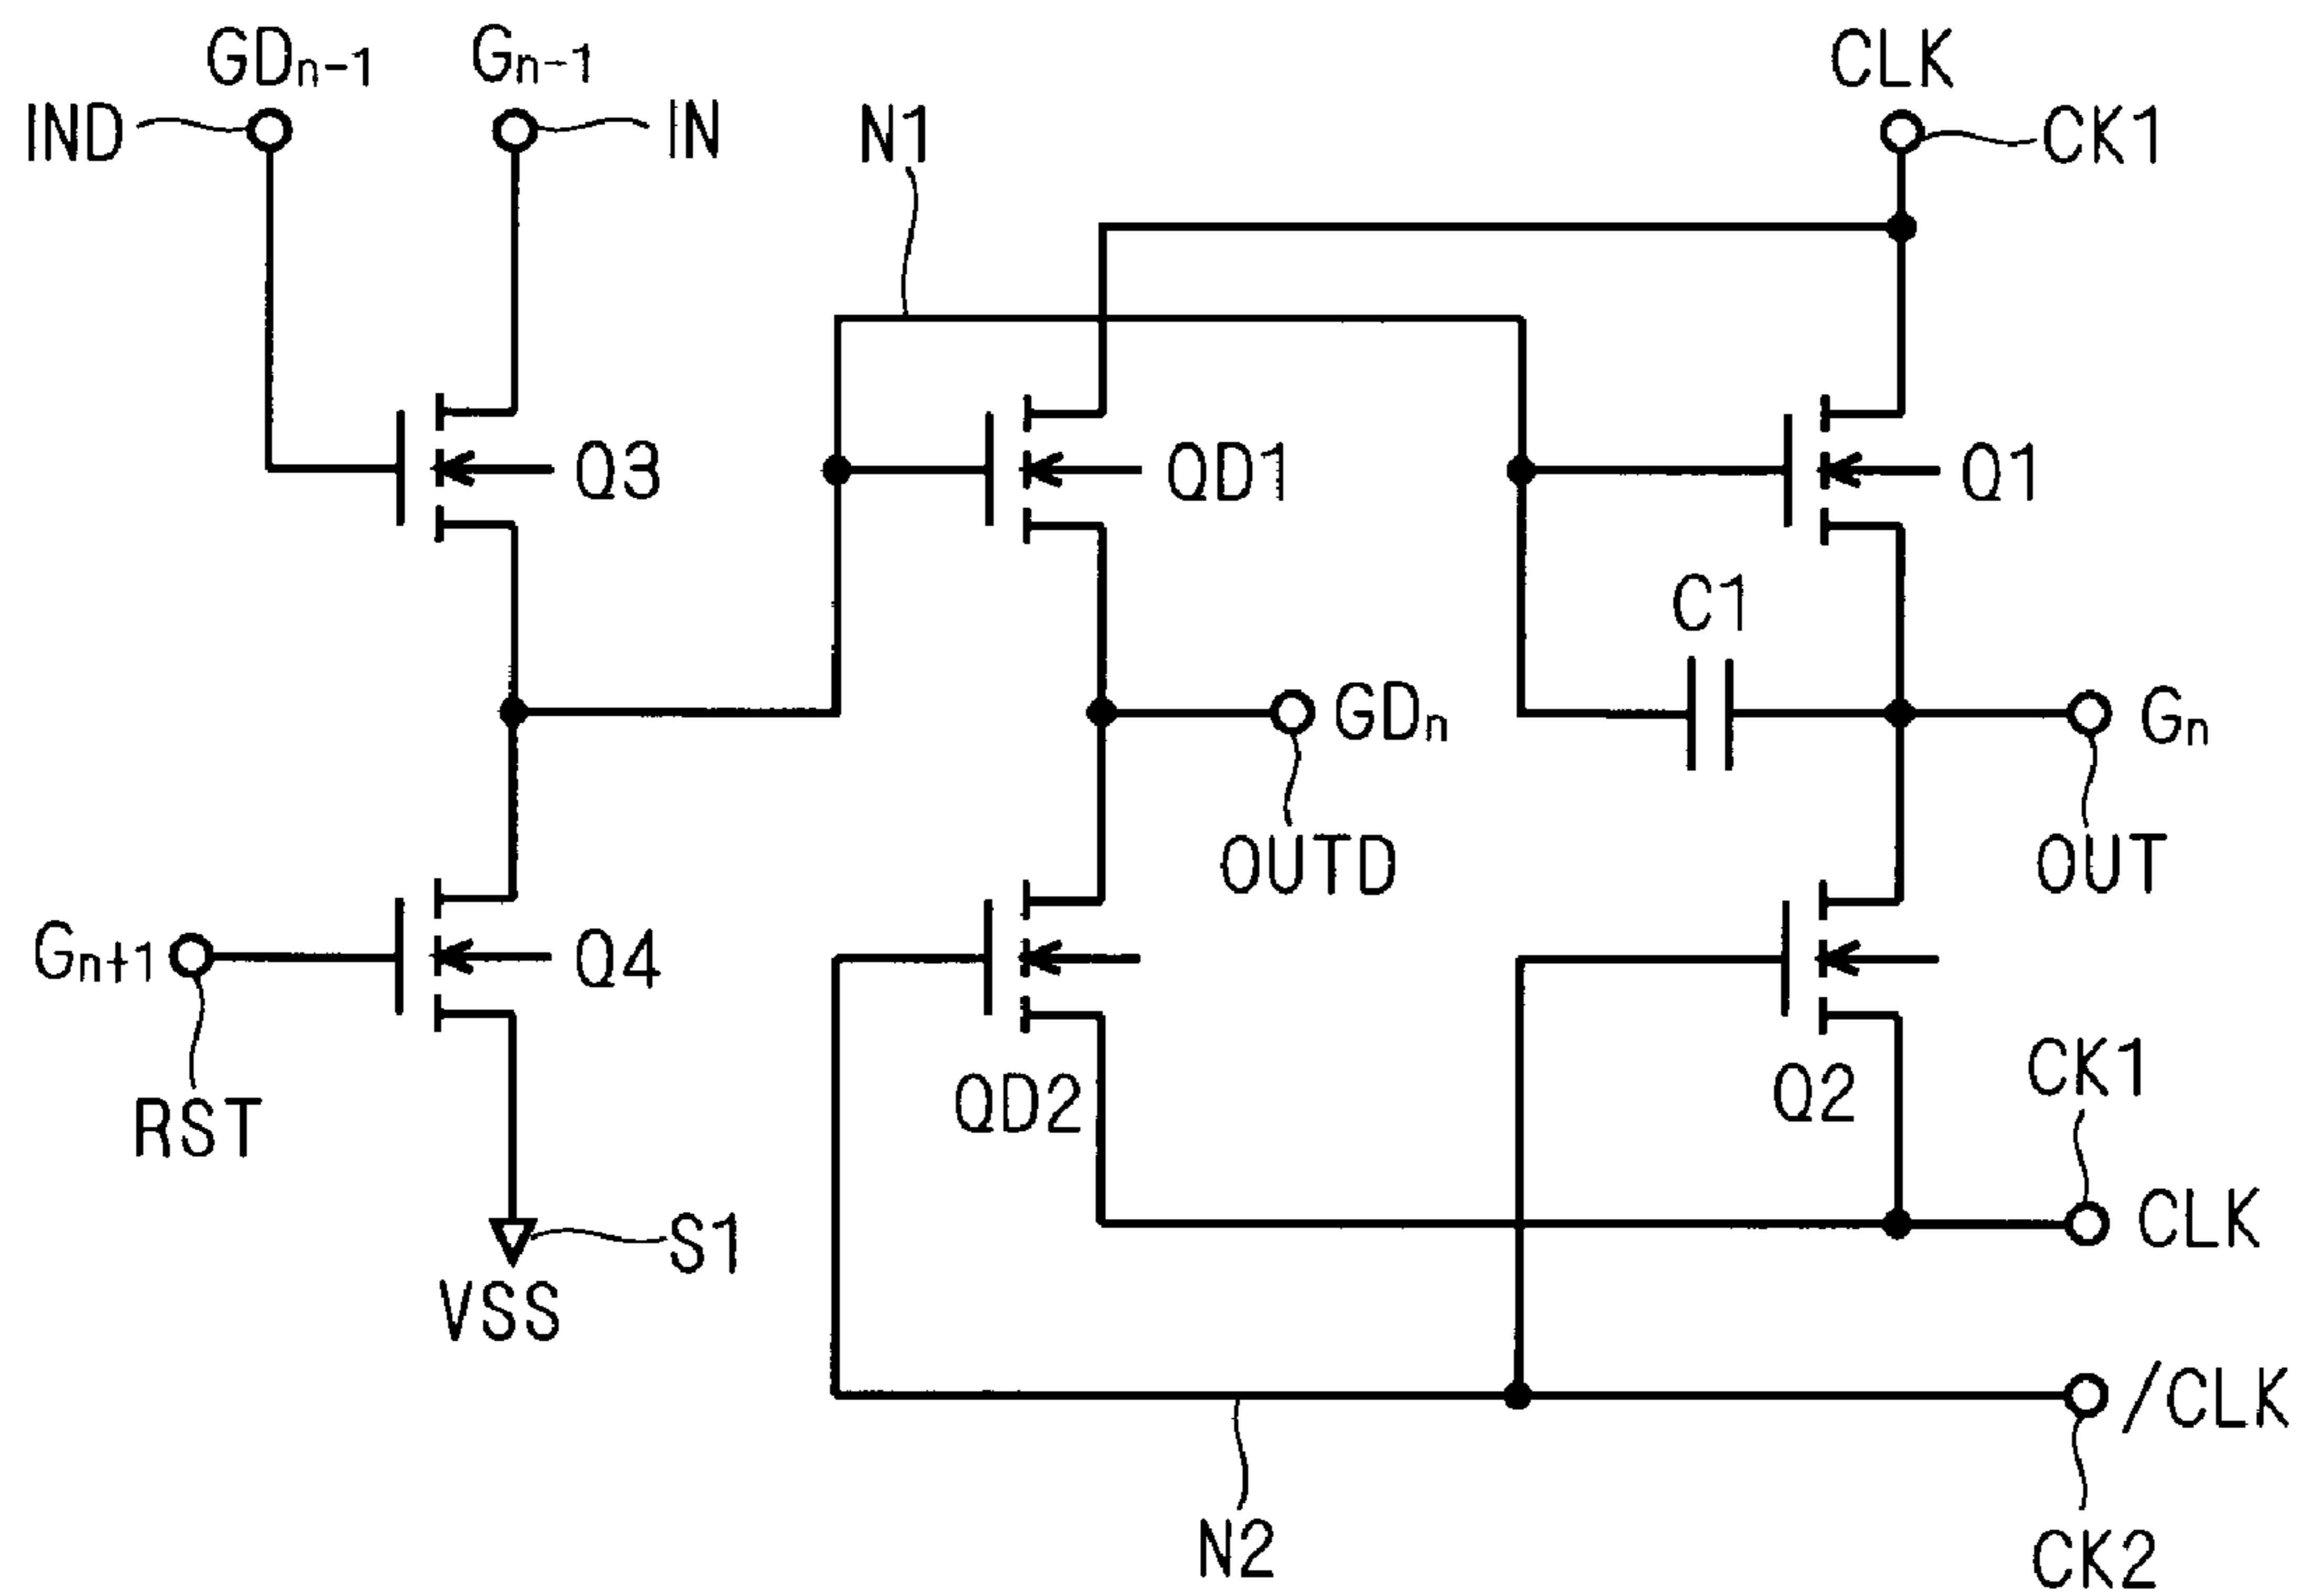 GDn-1
Gn-1
CLK
IND
IN
N1
CK1
Q3
QD1
Q1
C1
GDn
Gn
OUTD
OUT
Gn+1
Q4
RST
QD2
Q2
CK1
S1
CLK
VSS
/CLK
N2
CK2